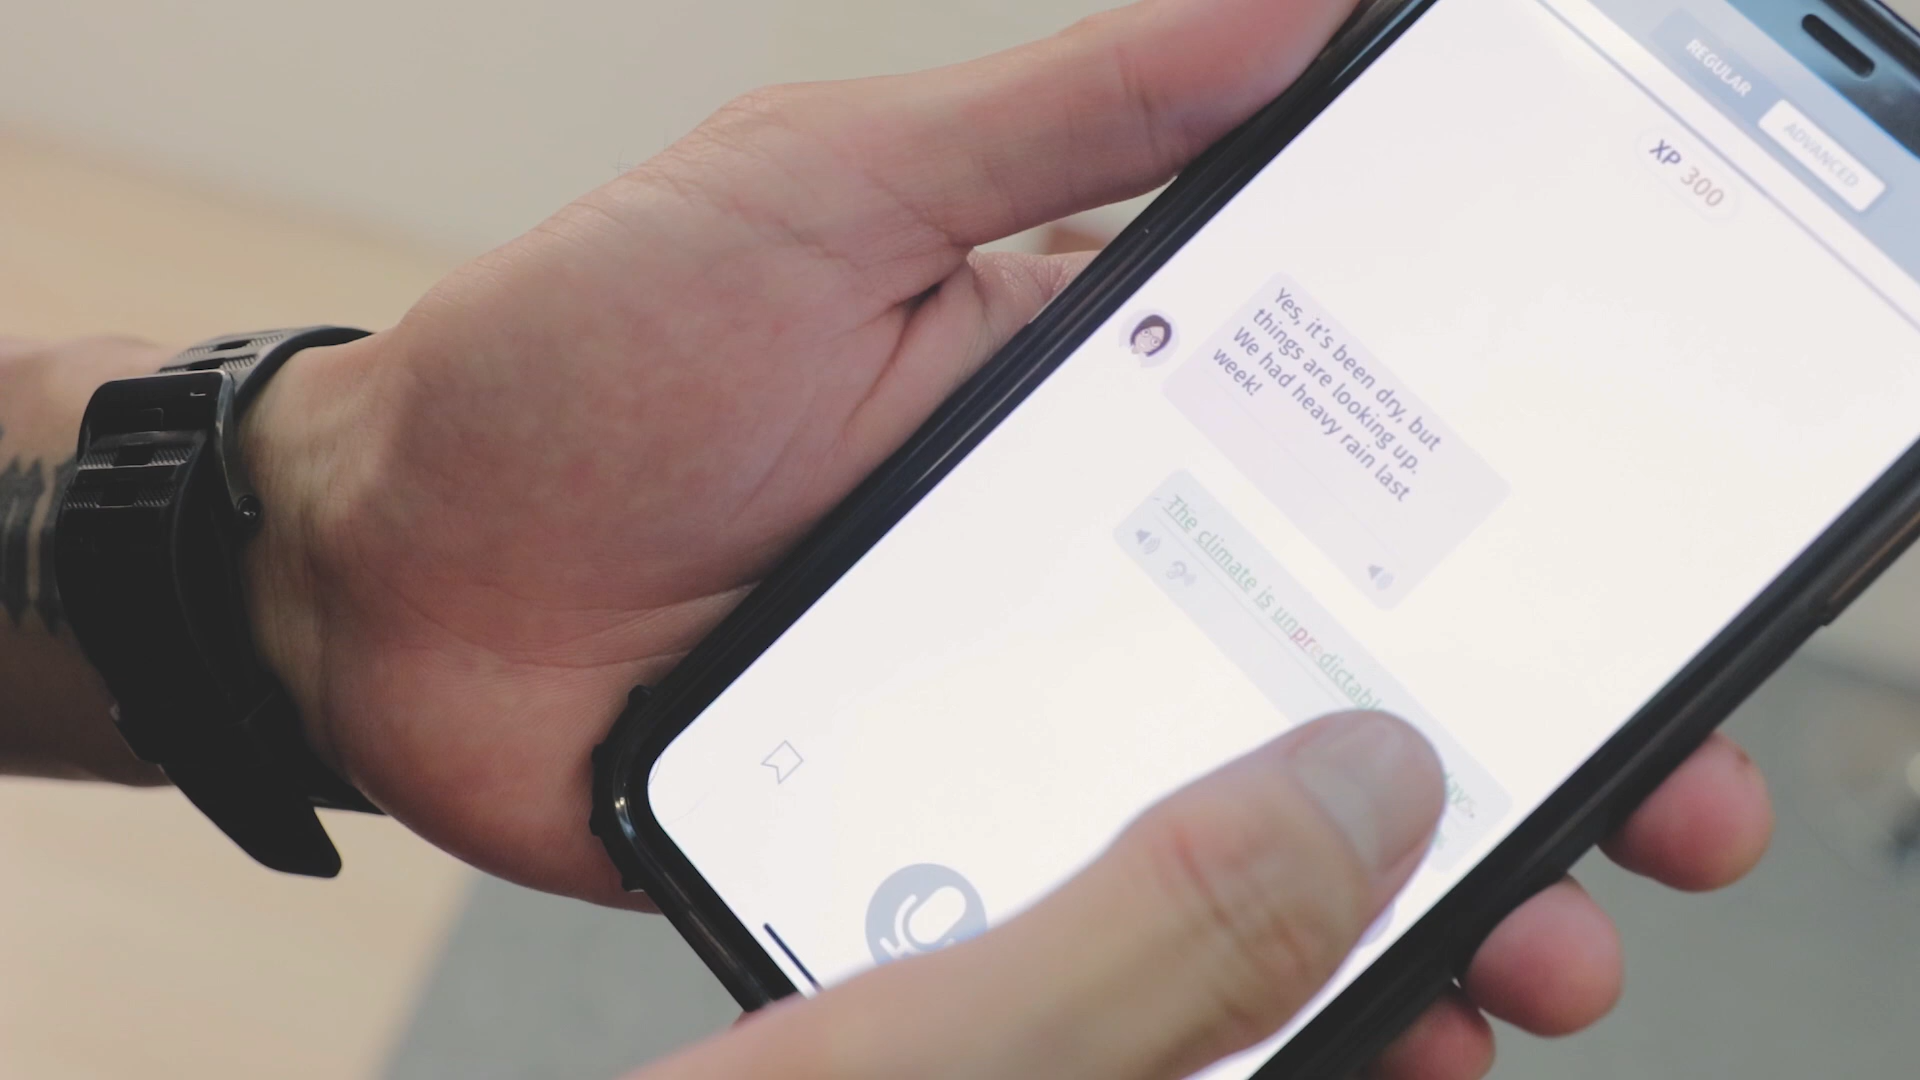 REGULAR
ADVANCED
XP 300
Yes, it's been dry, but
things are looking up.
We had heavy rain last
week!
The climate is unpredictabl